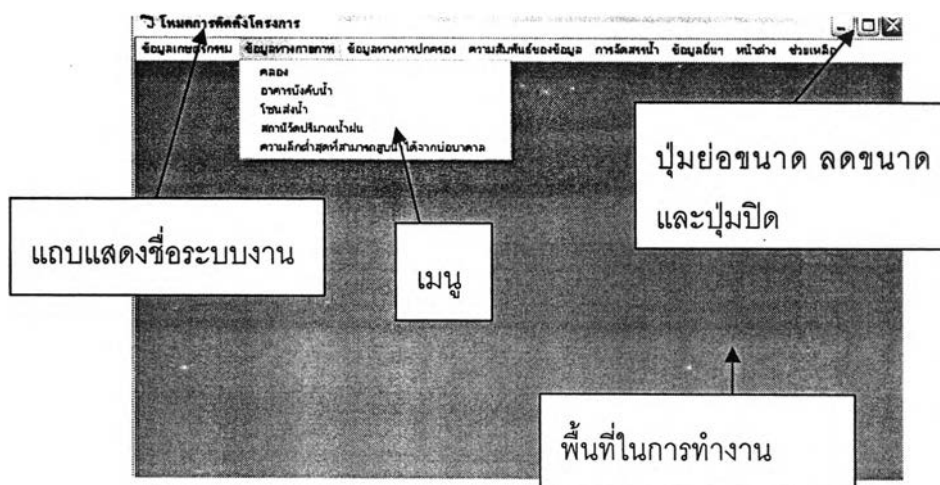 โหมดการติดตั้งโครงการ
ข้อมูลเกษตรกรรม ข้อมูลทางกายภาพ ข้อมูลทางการปกครอง ความสัมพันธ์ของข้อมูล การจัดสรรน้ำ ข้อมูลอื่นๆ หน้าต่าง ช่วยเหลือ
คลอง
อาคารบังคับน้ำ
โซนส่งน้ำ
สถานีวัดปริมาณน้ำฝน
ความลึกต่ำสุดที่สามารถสูบน้ำได้จากบ่อบาดาล
ปุ่มย่อขนาด ลดขนาด
และปุ่มปิด
แถบแสดงชื่อระบบงาน
เมนู
พื้นที่ในการทำงาน